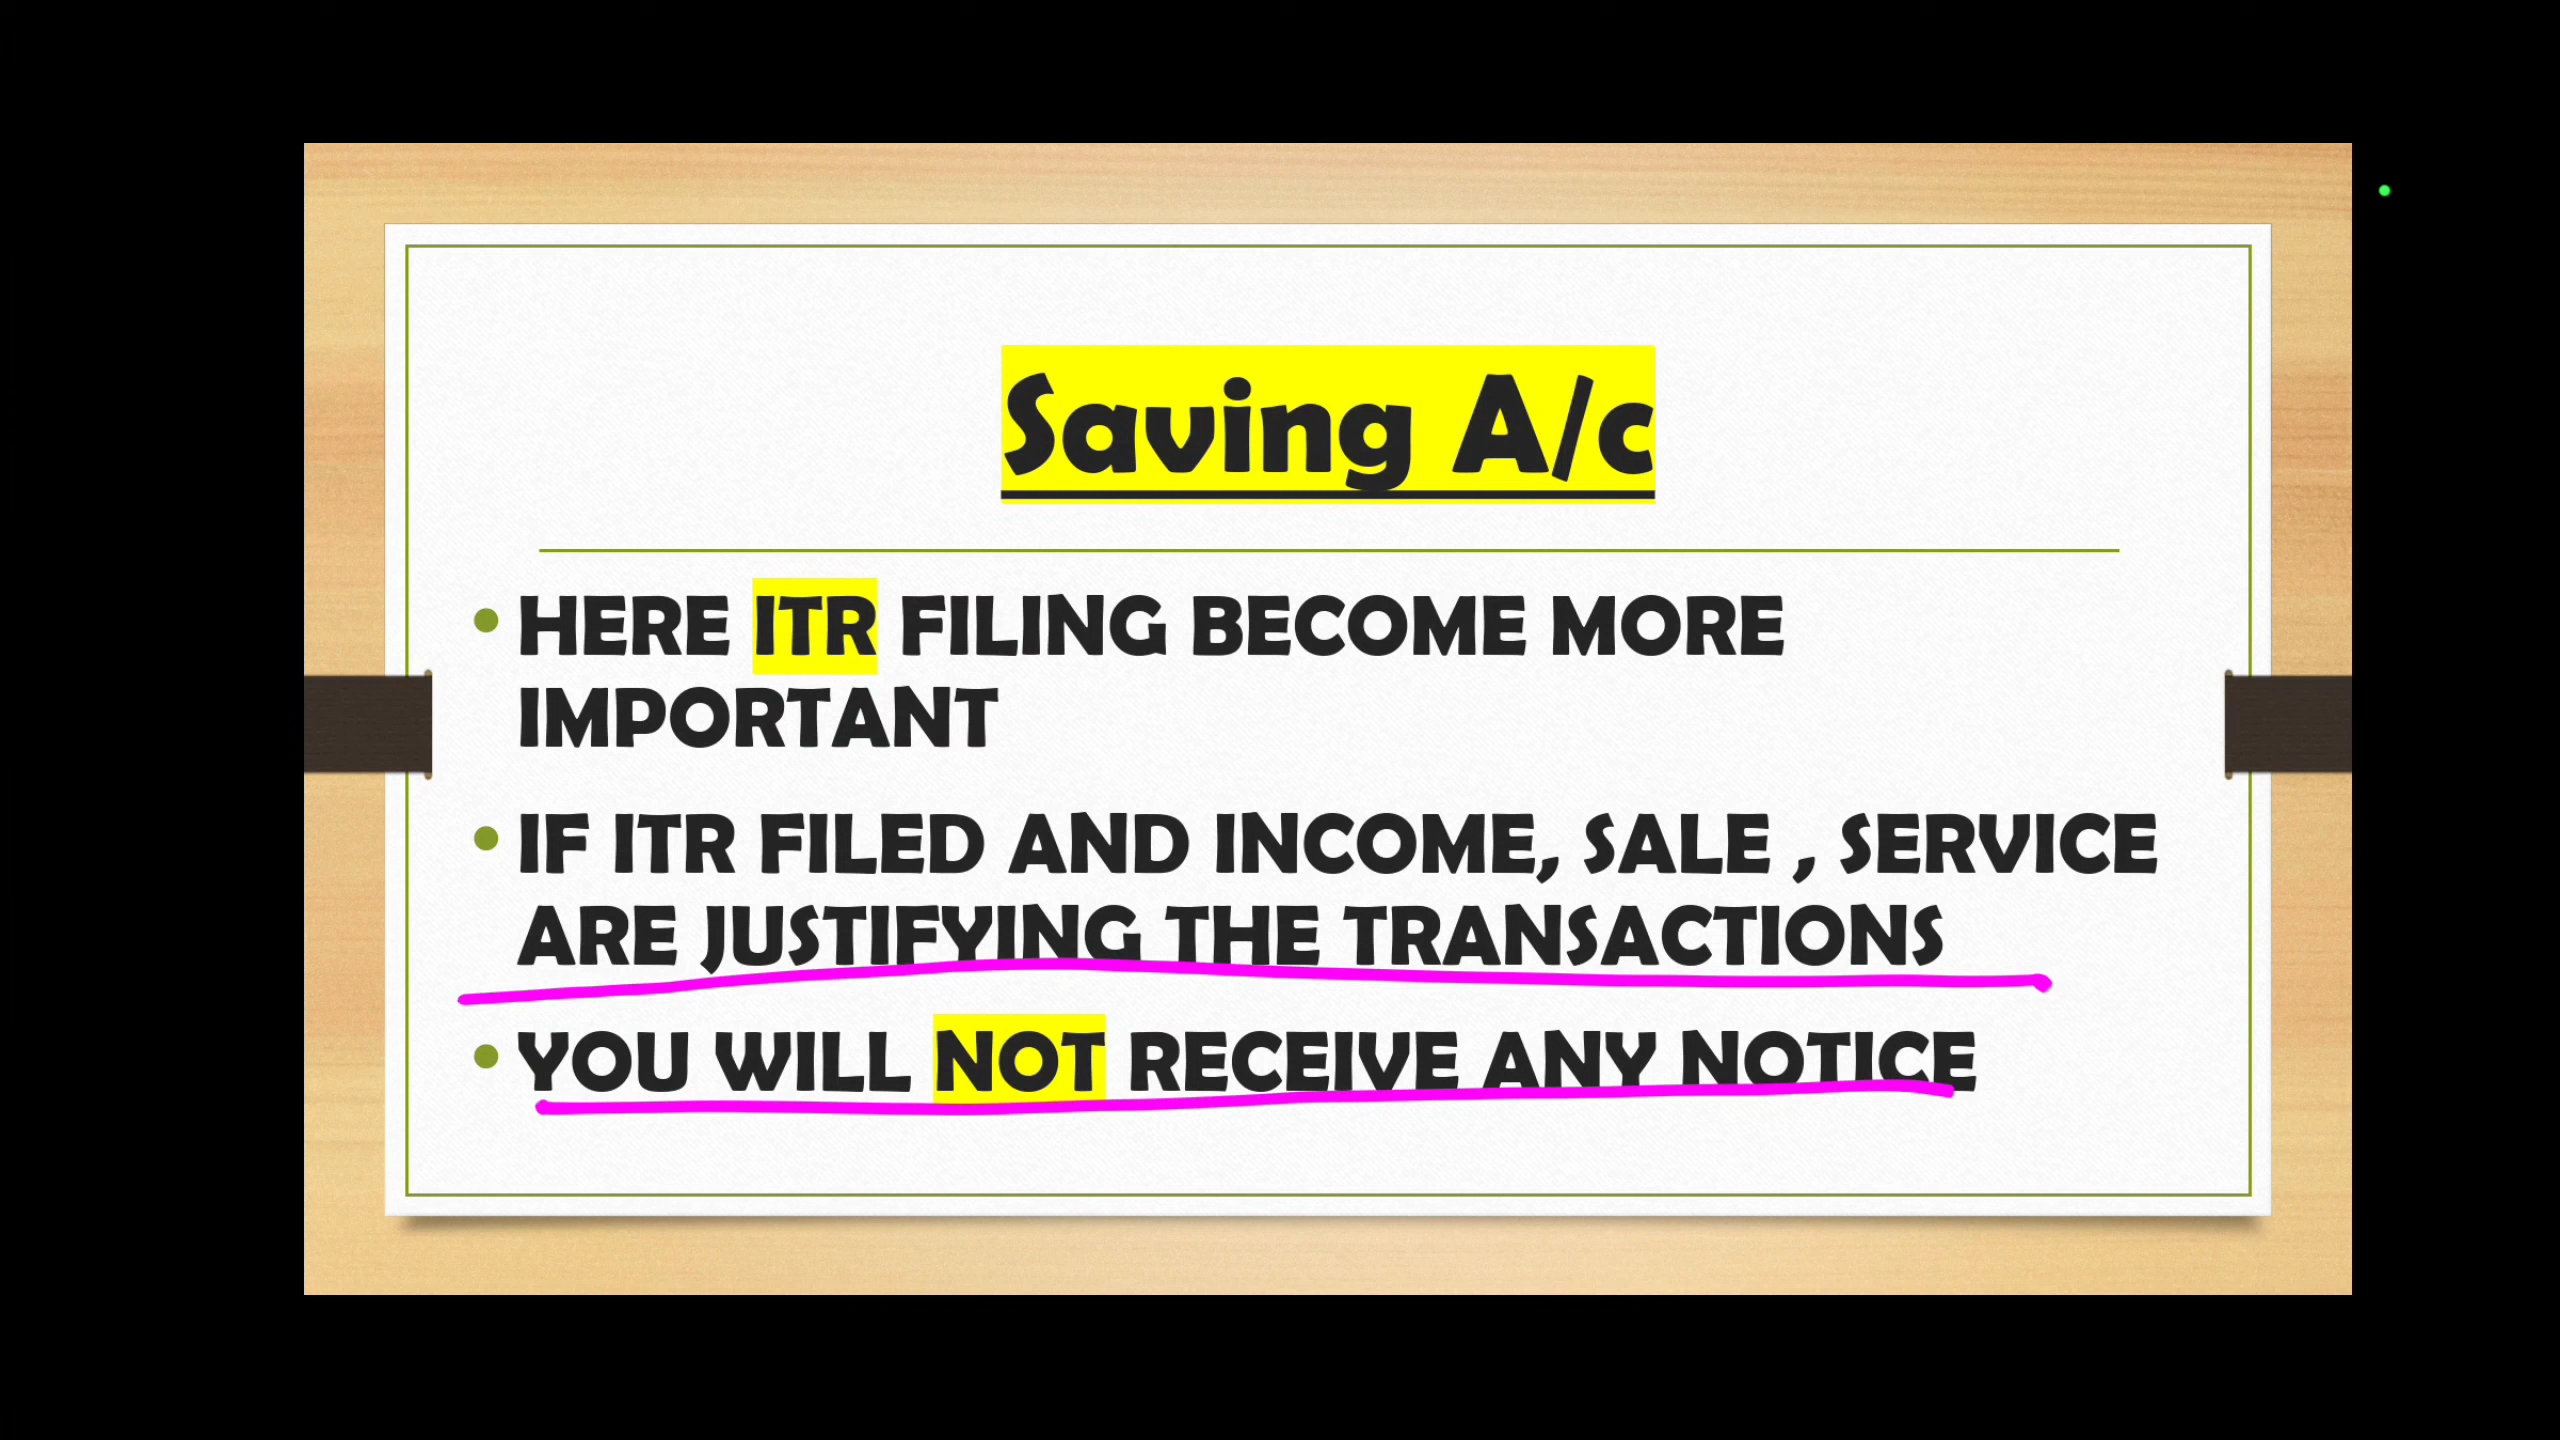 Saving A/c
• HERE ITR FILING BECOME MORE
IMPORTANT
• IF ITR FILED AND INCOME, SALE , SERVICE
ARE JUSTIFYING THE TRANSACTIONS
• YOU WILL NOT RECEIVE ANY NOTICE